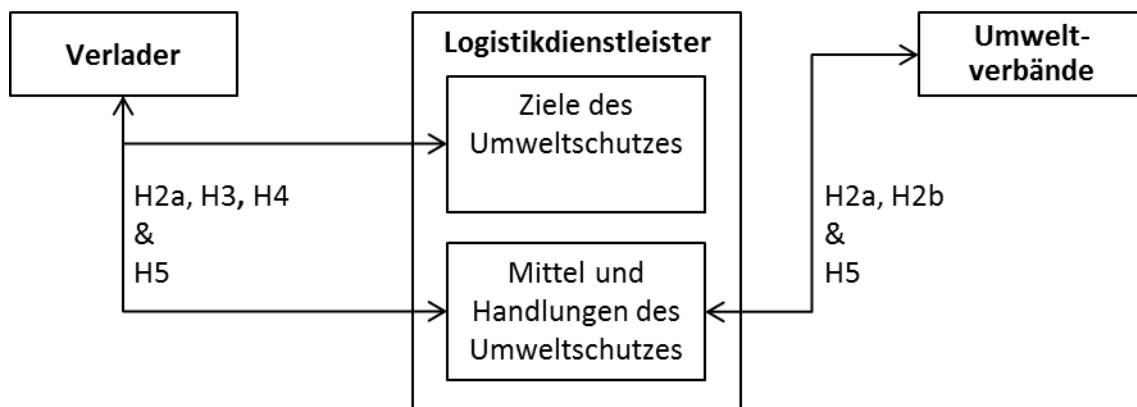 Verlader
Logistikdienstleister
Umwelt-
verbände
Ziele des
Umweltschutzes
H2a, H3, H4
&
H5
H2a, H2b
&
H5
Mittel und
Handlungen des
Umweltschutzes